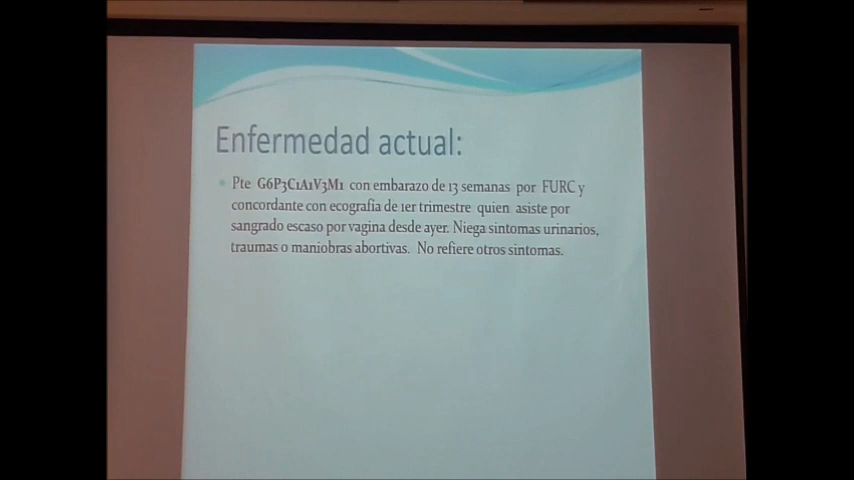 Enfermedad actual:
Pte G6P3C1A1V3M1 con embarazo de 13 semanas por FURC y
concordante con ecografía de 1er trimestre quien asiste por
sangrado escaso por vagina desde ayer. Niega sintomas urinarios,
traumas o maniobras abortivas. No refiere otros sintomas.